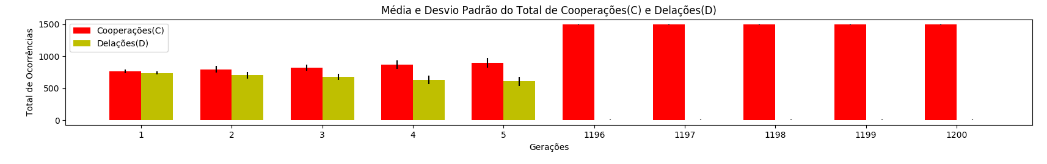 Média e Desvio Padrão do Total de Cooperações(C) e Delações(D)
1500
1000
500
0
Total de Ocorrências
Cooperações(C)
Delações(D)
1 2 3 4 5 1196 1197 1198 1199 1200
Gerações